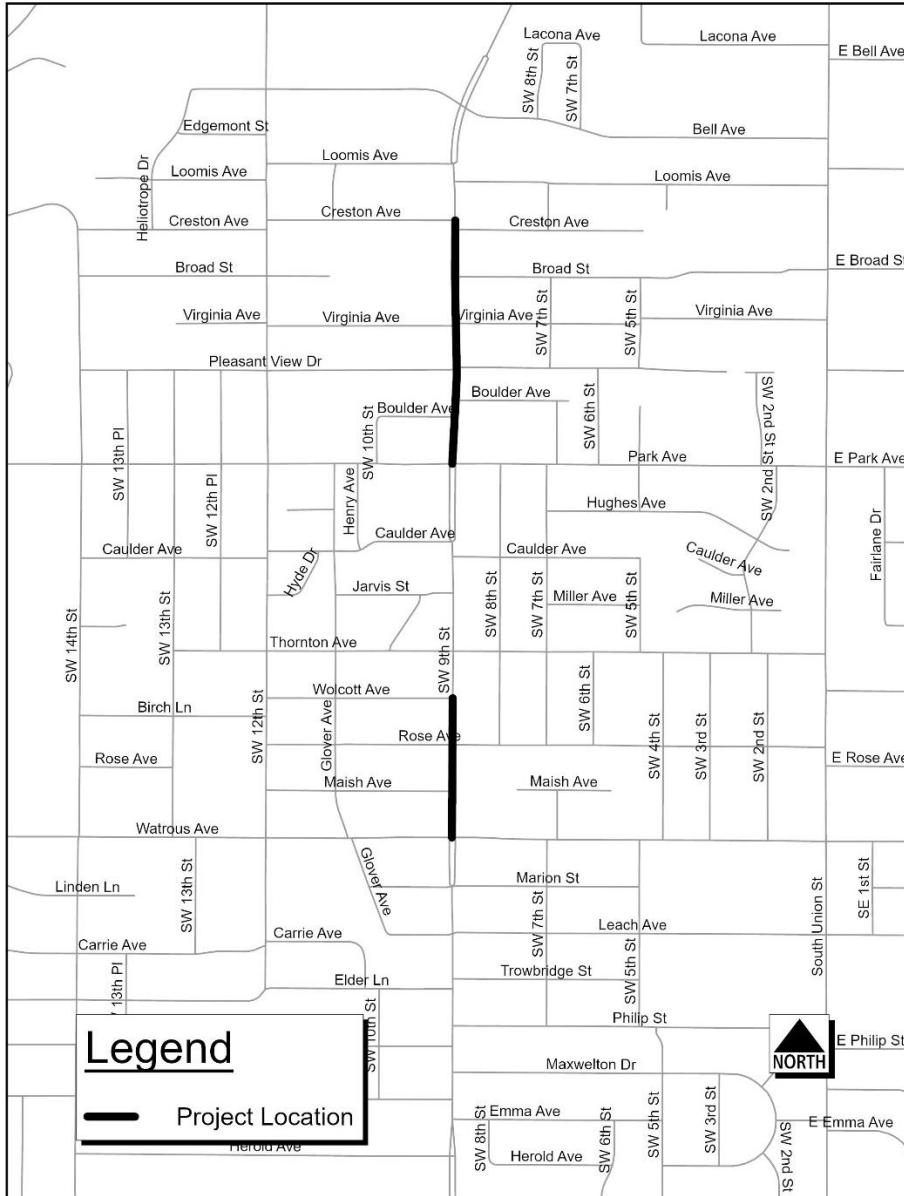 Lacona Ave
Lacona Ave
E Bell Ave
SW 8th St
SW 7th St
Edgemont St
Bell Ave
Loomis Ave
Heliotrope Dr
Loomis Ave
Loomis Ave
Creston Ave
Creston Ave
Creston Ave
Broad St
Broad St
E Broad St
Virginia Ave
Virginia Ave
Virginia Ave
SW 7th St
SW 5th St
Virginia Ave
Pleasant View Dr
Boulder Ave
Boulder Ave
SW 6th St
SW 2nd St
SW 10th St
SW 13th Pl
SW 12th Pl
Park Ave
E Park Ave
SW 2nd St
Henry Ave
Hughes Ave
Fairlane Dr
Caulder Ave
Caulder Ave
Caulder Ave
Caulder Ave
Hyde Dr
Jarvis St
SW 8th St
SW 7th St
Miller Ave
SW 5th St
Miller Ave
SW 14th St
SW 13th St
Thornton Ave
SW 9th St
Wolcott Ave
SW 6th St
Birch Ln
SW 12th St
Glover Ave
Rose Ave
SW 4th St
SW 3rd St
SW 2nd St
Rose Ave
E Rose Ave
Maish Ave
Maish Ave
Watrous Ave
Glover Ave
Linden Ln
SW 13th St
Marion St
SE 1st St
SW 7th St
Leach Ave
South Union St
Carrie Ave
Carrie Ave
Trowbridge St
SW 5th St
13th Pl
Elder Ln
SW 10th St
Philip St
E Philip St
NORTH
Legend
Project Location
Maxwelton Dr
SW 8th St
Emma Ave
SW 6th St
SW 5th St
SW 3rd St
E Emma Ave
SW 2nd St
Herold Ave
Herold Ave